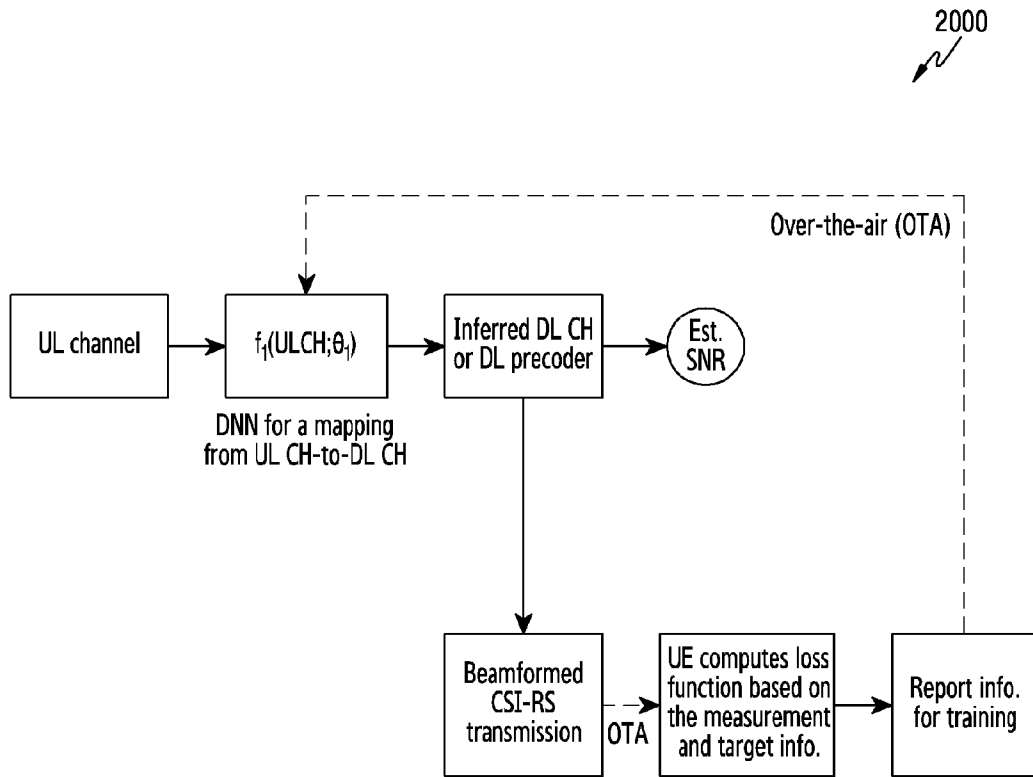 2000
Over-the-air (OTA)
UL channel
f₁(ULCH;θ₁)
Inferred DL CH
or DL precoder
Est.
SNR
DNN for a mapping
from UL CH-to-DL CH
Beamformed
CSI-RS
transmission
OTA
UE computes loss
function based on
the measurement
and target info.
Report info.
for training